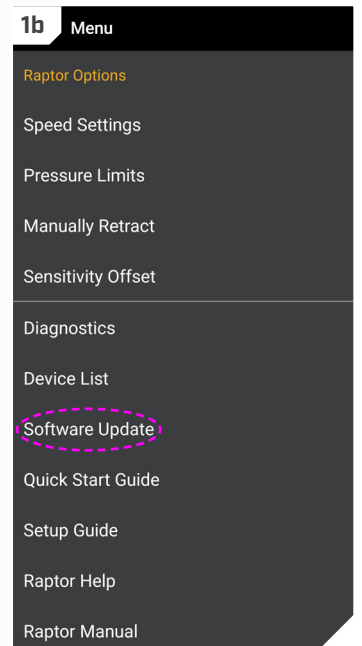 1b Menu
Raptor Options
Speed Settings
Pressure Limits
Manually Retract
Sensitivity Offset
Diagnostics
Device List
Software Update
Quick Start Guide
Setup Guide
Raptor Help
Raptor Manual